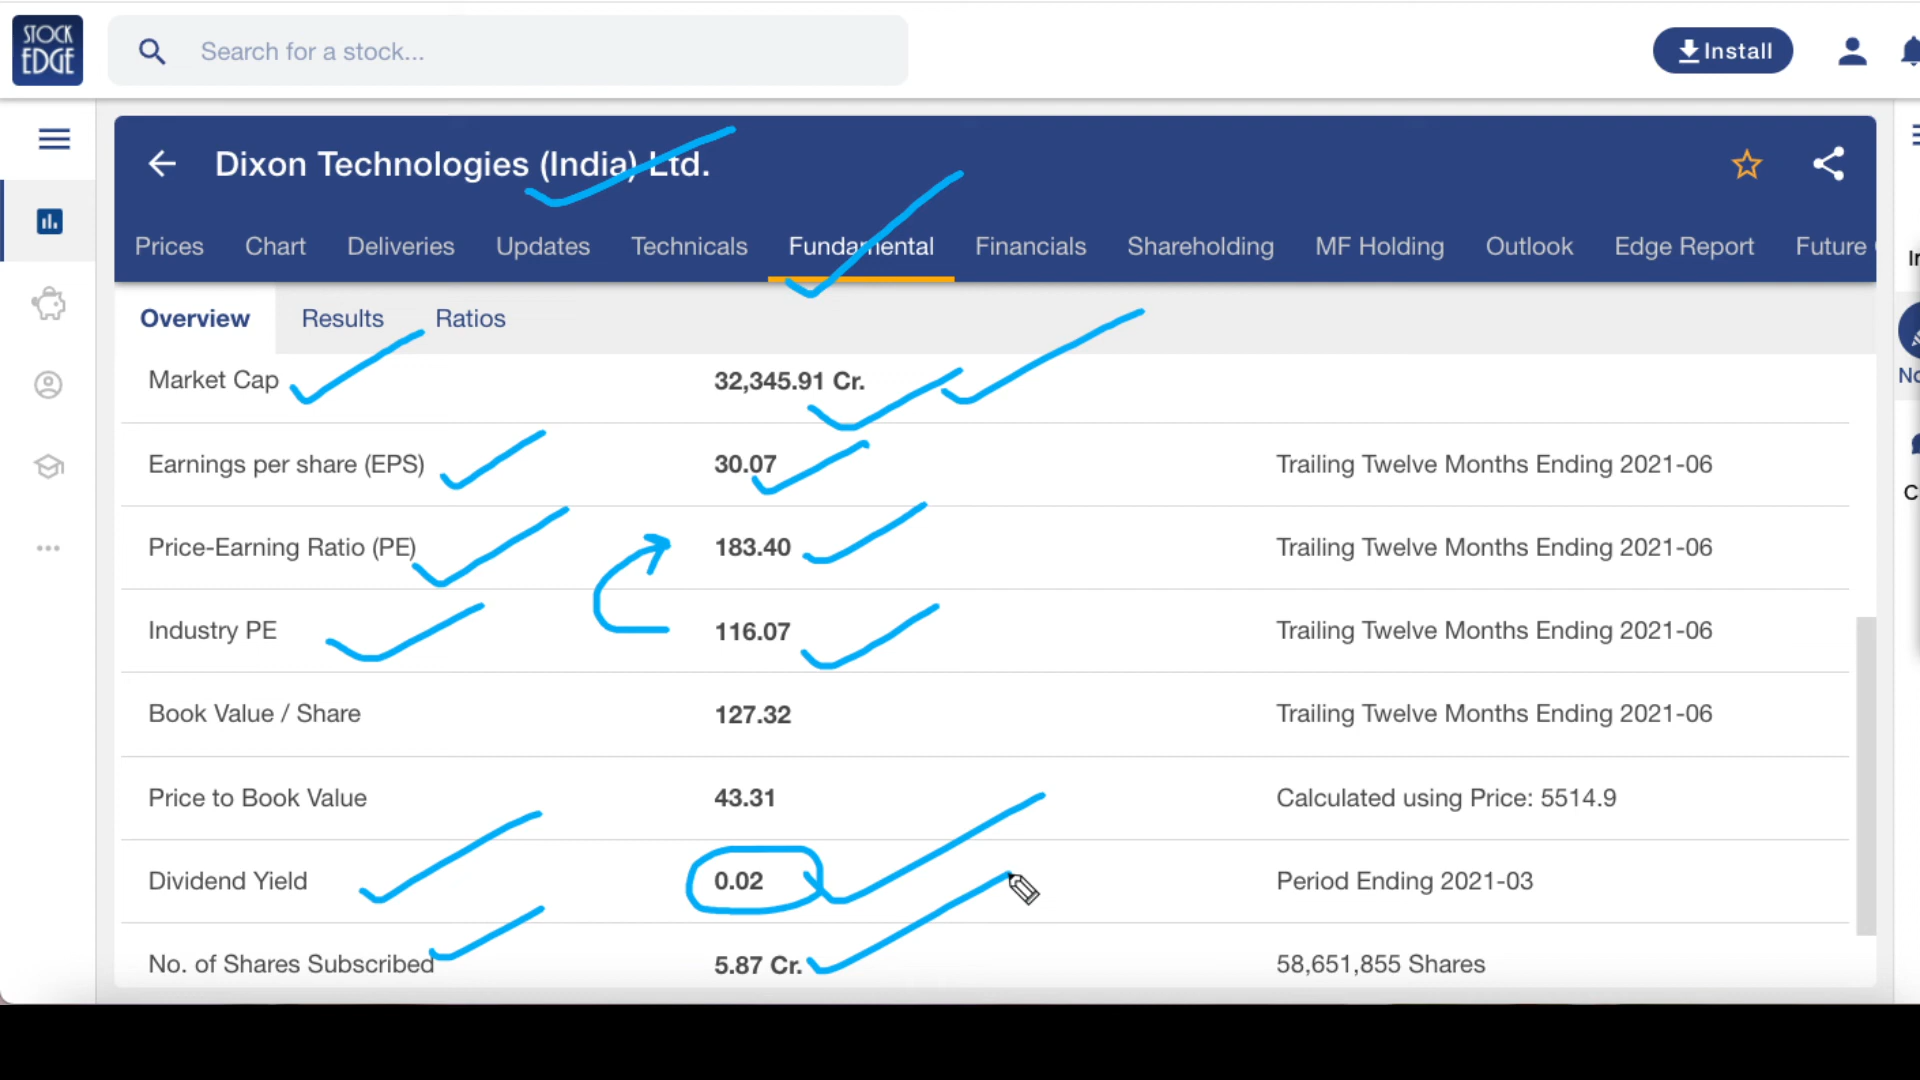 STOCK
EDGE
Search for a stock...
Install
Dixon Technologies (India) Ltd.
Prices Chart Deliveries Updates Technicals Fundamental Financials Shareholding MF Holding Outlook Edge Report Future
Overview Results Ratios
Market Cap 32,345.91 Cr.
Earnings per share (EPS) 30.07 Trailing Twelve Months Ending 2021-06
Price-Earning Ratio (PE) 183.40 Trailing Twelve Months Ending 2021-06
Industry PE 116.07 Trailing Twelve Months Ending 2021-06
Book Value / Share 127.32 Trailing Twelve Months Ending 2021-06
Price to Book Value 43.31 Calculated using Price: 5514.9
Dividend Yield 0.02 Period Ending 2021-03
No. of Shares Subscribed 5.87 Cr. 58,651,855 Shares